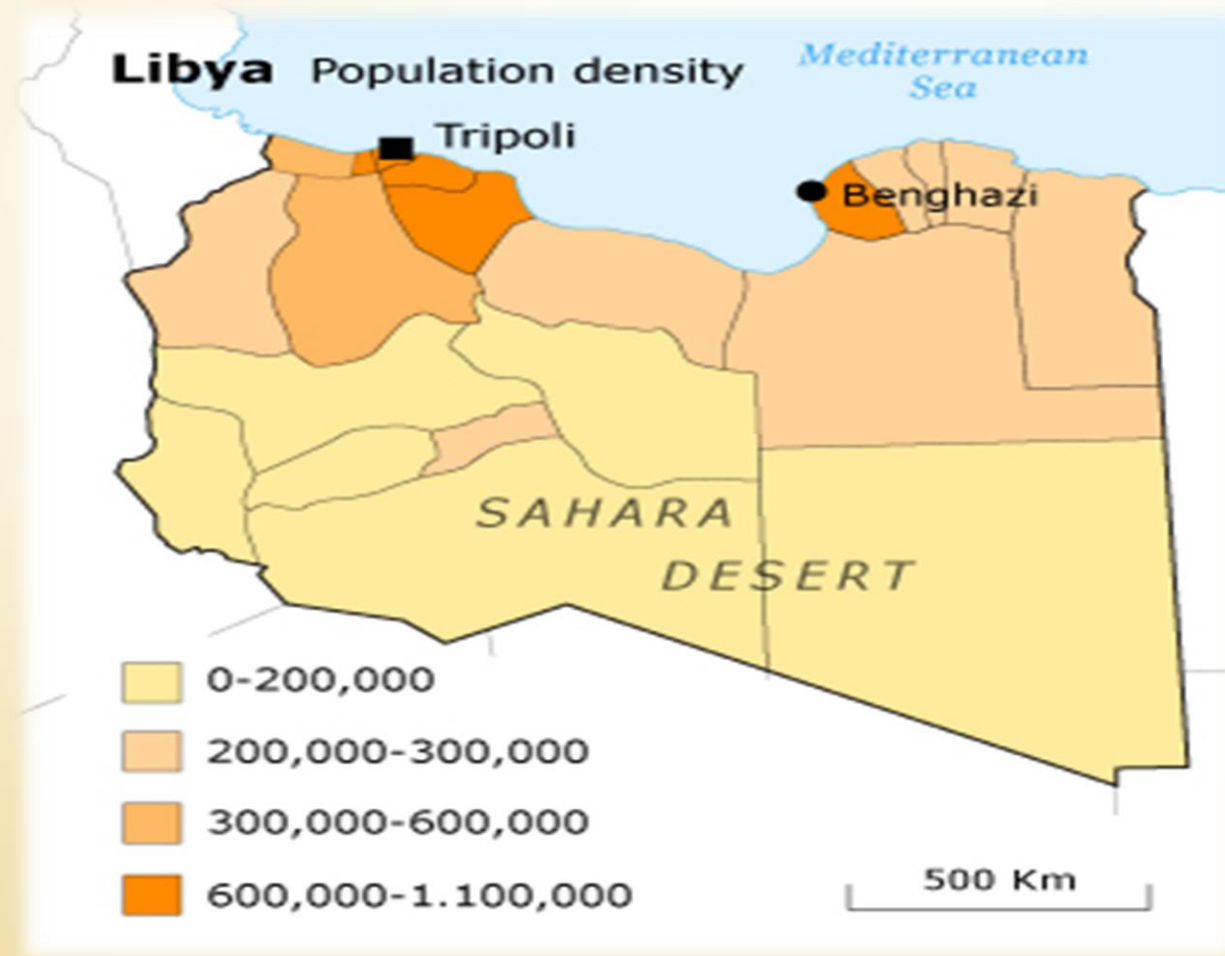 Libya Population density
Mediterranean
Sea
Tripoli
Benghazi
SAHARA
DESERT
0-200,000
200,000-300,000
300,000-600,000
600,000-1.100,000
500 Km